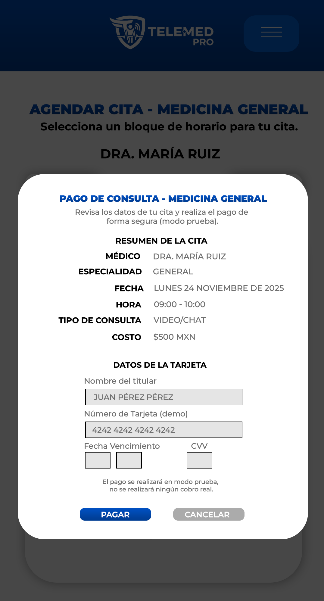 TELEMED
PRO
AGENDAR CITA - MEDICINA GENERAL
Selecciona un bloque de horario para tu cita.
DRA. MARÍA RUIZ
PAGO DE CONSULTA - MEDICINA GENERAL
Revisa los datos de tu cita y realiza el pago de
forma segura (modo prueba).
RESUMEN DE LA CITA
MÉDICO DRA. MARÍA RUIZ
ESPECIALIDAD GENERAL
FECHA LUNES 24 NOVIEMBRE DE 2025
HORA 09:00 - 10:00
TIPO DE CONSULTA VIDEO/CHAT
COSTO $500 MXN
DATOS DE LA TARJETA
Nombre del titular
JUAN PÉREZ PÉREZ
Número de Tarjeta (demo)
4242 4242 4242 4242
Fecha Vencimiento CVV
El pago se realizará en modo prueba,
no se realizará ningún cobro real.
PAGAR CANCELAR